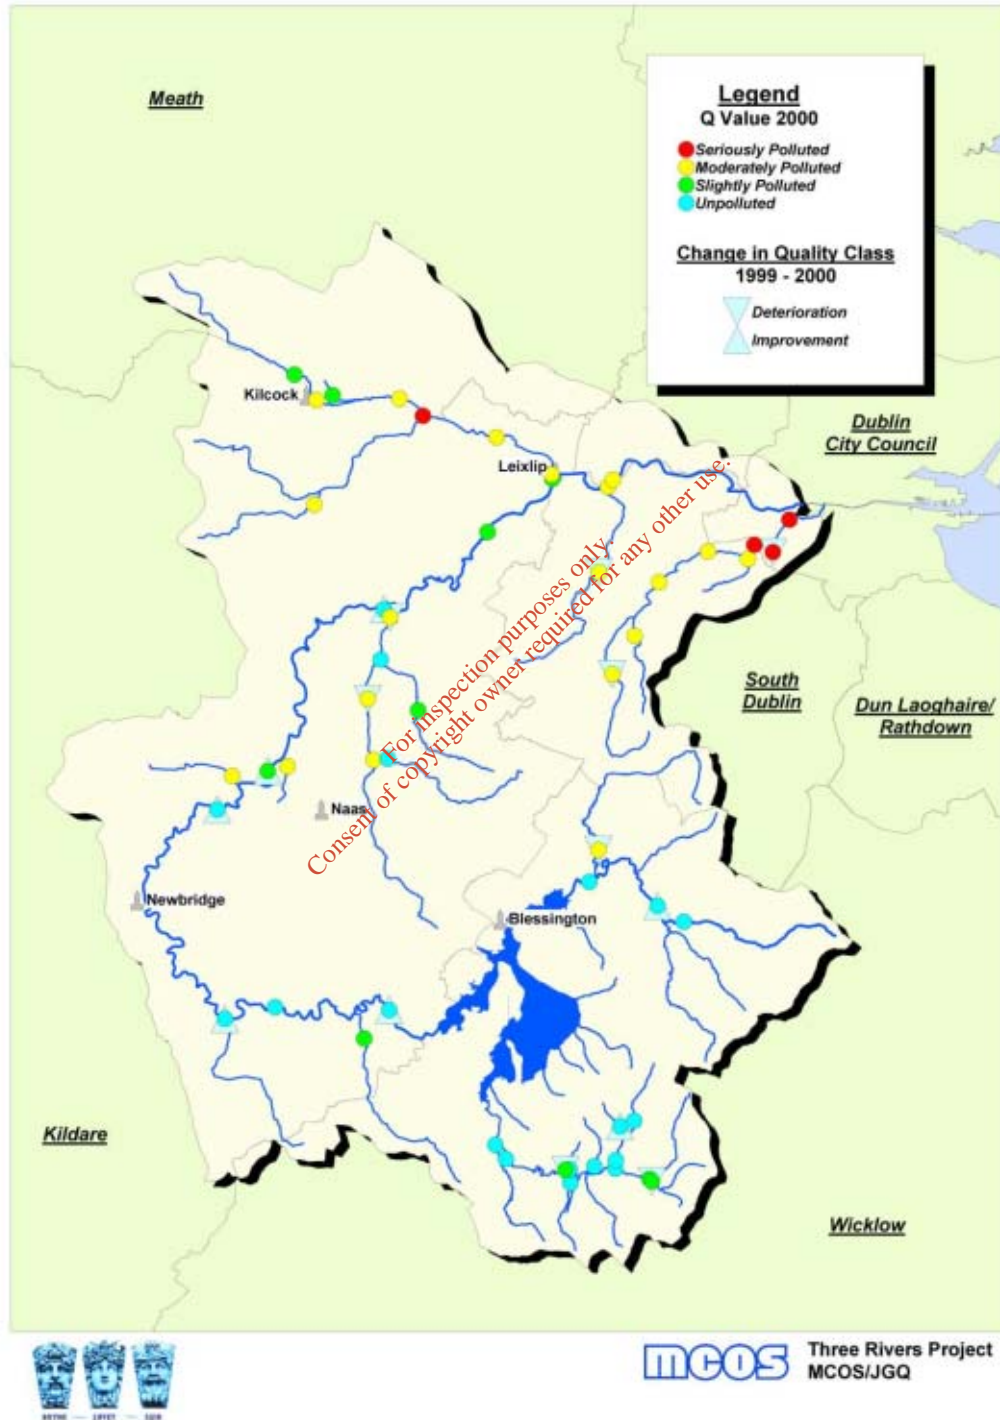 Meath
Legend
Q Value 2000
Seriously Polluted
Moderately Polluted
Slightly Polluted
Unpolluted
Change in Quality Class
1999 - 2000
Deterioration
Improvement
Kilcock
Dublin
City Council
Leixlip
For inspection purposes only.
Consent of copyright owner required for any other use.
South
Dublin
Dun Laoghaire/
Rathdown
Naas
Newbridge
Blessington
Kildare
Wicklow
mcos
Three Rivers Project
MCOS/JGQ